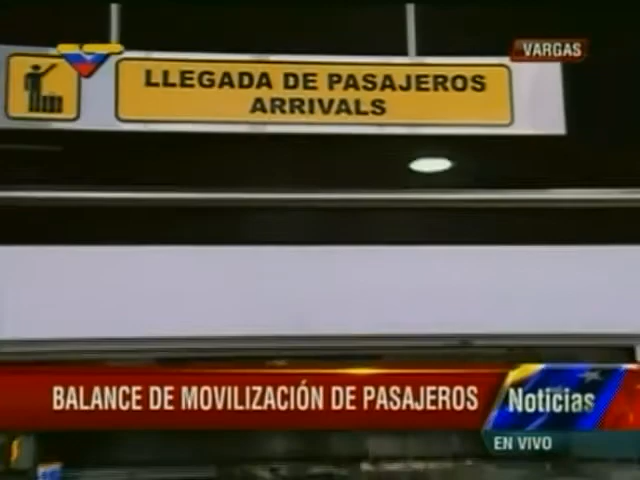 VARGAS
LLEGADA DE PASAJEROS
ARRIVALS
BALANCE DE MOVILIZACIÓN DE PASAJEROS
Noticias
EN VIVO